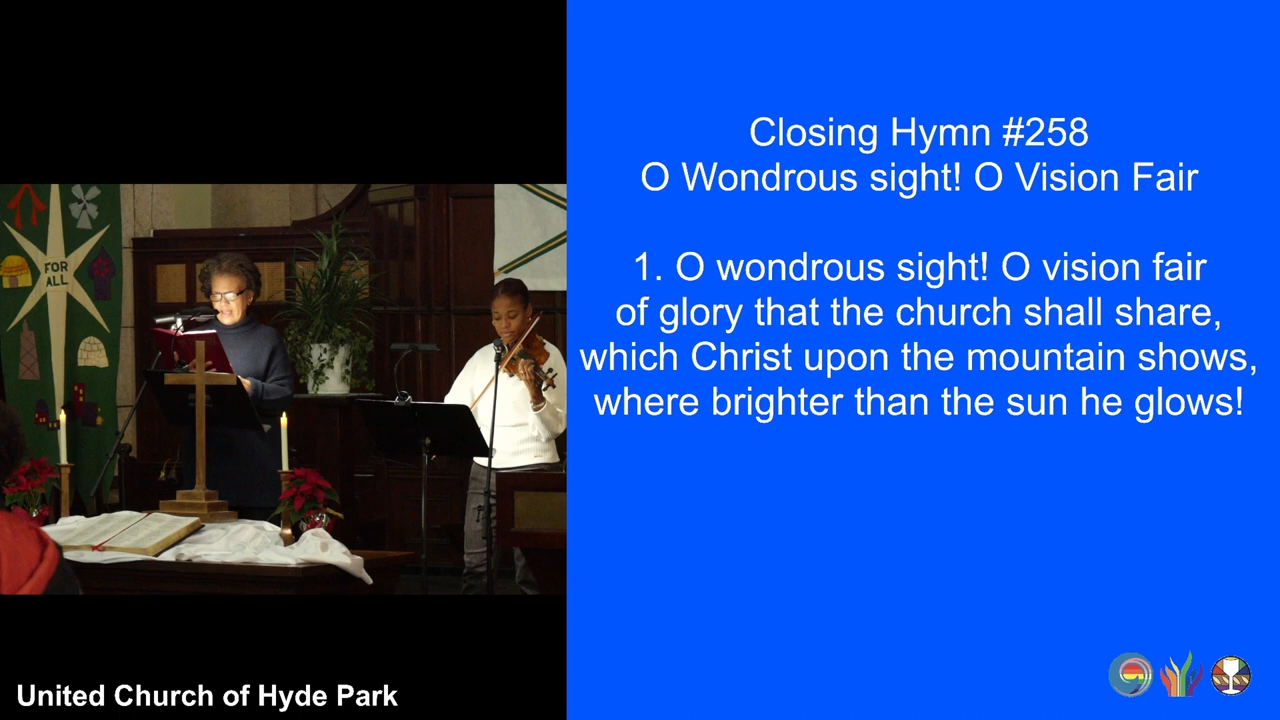 FOR
ALL
United Church of Hyde Park
Closing Hymn #258
O Wondrous sight! O Vision Fair
1. O wondrous sight! O vision fair
of glory that the church shall share,
which Christ upon the mountain shows,
where brighter than the sun he glows!